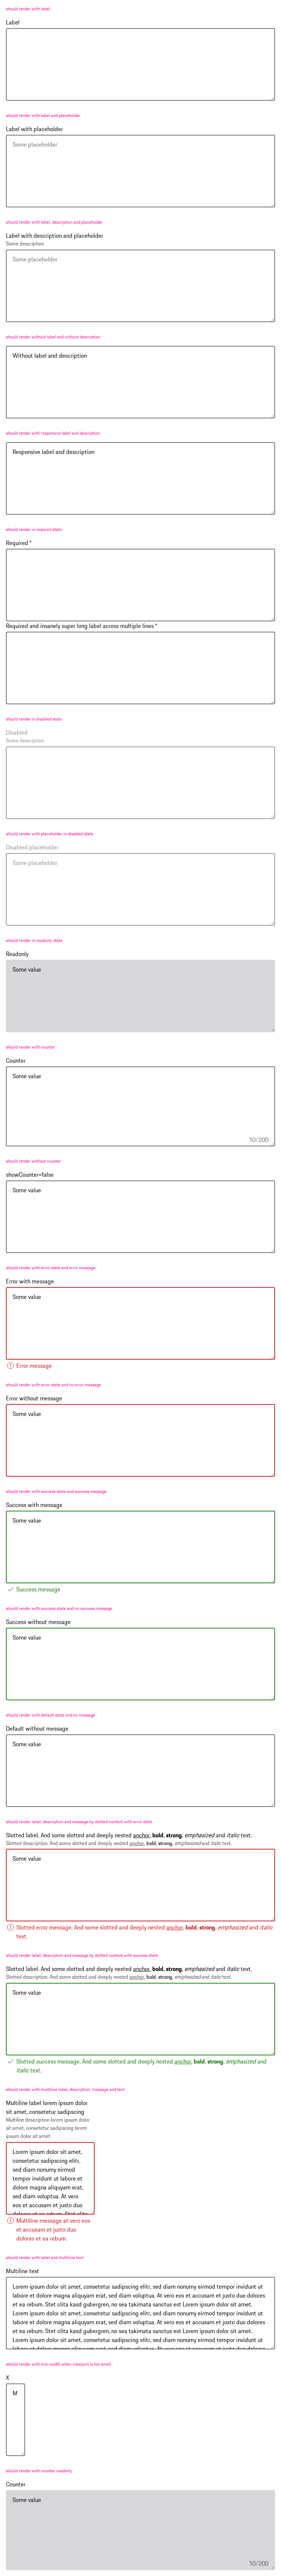 should render with label
Label
should render with label and placeholder
Label with placeholder
Some placeholder
should render with label, description and placeholder
Label with description and placeholder
Some description
Some placeholder
should render without label and without description
Without label and description
should render with responsive label and description
Responsive label and description
should render in required state
Required *
Required and insanely super long label across multiple lines *
should render in disabled state
Disabled
Some description
should render with placeholder in disabled state
Disabled placeholder
Some placeholder
should render in readonly state
Readonly
Some value
should render with counter
Counter
Some value
10/200
should render without counter
showCounter=false
Some value
should render with error state and error message
Error with message
Some value
Error message
should render with error state and no error message
Error without message
Some value
should render with success state and success message
Success with message
Some value
Success message
should render with success state and no success message
Success without message
Some value
should render with default state and no message
Default without message
Some value
should render label, description and message by slotted content with error state
Slotted label. And some slotted and deeply nested anchor, bold, strong, emphasized and italic text.
Slotted description. And some slotted and deeply nested anchor, bold, strong, emphasized and italic text.
Some value
Slotted error message. And some slotted and deeply nested anchor, bold, strong, emphasized and italic
text.
should render label, description and message by slotted content with success state
Slotted label. And some slotted and deeply nested anchor, bold, strong, emphasized and italic text.
Slotted description. And some slotted and deeply nested anchor, bold, strong, emphasized and italic text.
Some value
Slotted success message. And some slotted and deeply nested anchor, bold, strong, emphasized and
italic text.
should render with multiline label, description, message and text
Multiline label lorem ipsum dolor
sit amet, consetetur sadipscing
Multiline description lorem ipsum dolor
sit amet, consetetur sadipscing lorem
ipsum dolor sit amet
Lorem ipsum dolor sit amet,
consetetur sadipscing elitr,
sed diam nonumy eirmod
tempor invidunt ut labore et
dolore magna aliquyam erat,
sed diam voluptua. At vero
eos et accusam et justo duo
dolores et ea rebum. Stet clita
Multiline message at vero eos
et accusam et justo duo
dolores et ea rebum.
should render with label and multiline text
Multiline text
Lorem ipsum dolor sit amet, consetetur sadipscing elitr, sed diam nonumy eirmod tempor invidunt ut
labore et dolore magna aliquyam erat, sed diam voluptua. At vero eos et accusam et justo duo dolores et
ea rebum. Stet clita kasd gubergren, no sea takimata sanctus est Lorem ipsum dolor sit amet.
Lorem ipsum dolor sit amet, consetetur sadipscing elitr, sed diam nonumy eirmod tempor invidunt ut
labore et dolore magna aliquyam erat, sed diam voluptua. At vero eos et accusam et justo duo dolores et
ea rebum. Stet clita kasd gubergren, no sea takimata sanctus est Lorem ipsum dolor sit amet.
Lorem ipsum dolor sit amet, consetetur sadipscing elitr, sed diam nonumy eirmod tempor invidunt ut
labore et dolore magna aliquyam erat, sed diam voluptua. At vero eos et accusam et justo duo dolores et
should render with min-width when viewport is too small
X
M
should render with counter readonly
Counter
Some value
10/200